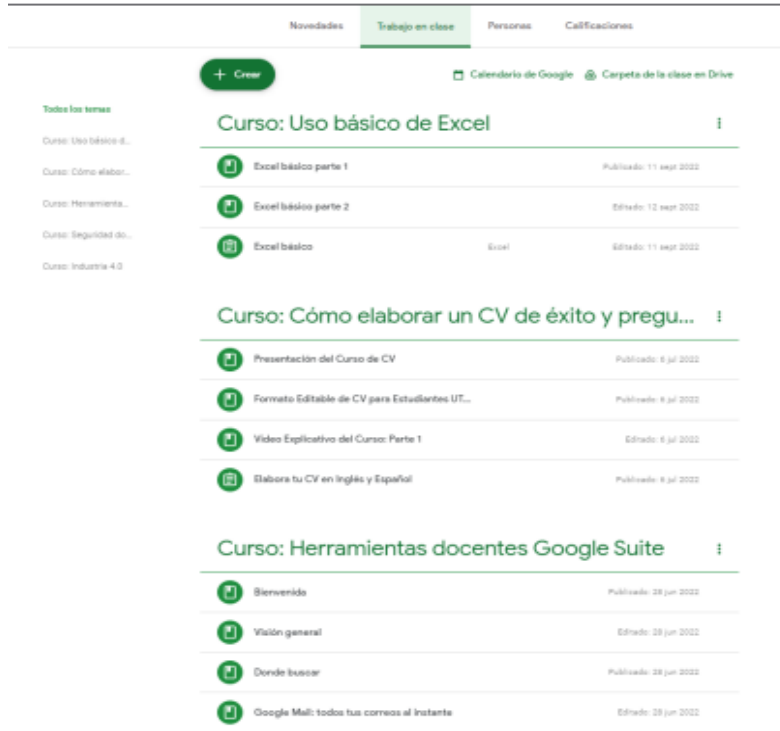 Novedades Trabajo en clase Personas Calificaciones
+ Crear
Calendario de Google Carpeta de la clase en Drive
Todos los temas
Curso: Uso básico d...
Curso: Cómo elabor...
Curso: Herramienta...
Curso: Seguridad do...
Curso: Industria 4.0
Curso: Uso básico de Excel
Excel básico parte 1 Publicado: 11 sept 2022
Excel básico parte 2 Editado: 12 sept 2022
Excel básico Excel Editado: 11 sept 2022
Curso: Cómo elaborar un CV de éxito y pregu...
Presentación del Curso de CV Publicado: 6 jul 2022
Formato Editable de CV para Estudiantes UT... Publicado: 6 jul 2022
Video Explicativo del Curso: Parte 1 Editado: 6 jul 2022
Elabora tu CV en Inglés y Español Publicado: 6 jul 2022
Curso: Herramientas docentes Google Suite
Bienvenida Publicado: 28 jun 2022
Visión general Editado: 28 jun 2022
Donde buscar Publicado: 28 jun 2022
Google Mail: todos tus correos al instante Editado: 28 jun 2022